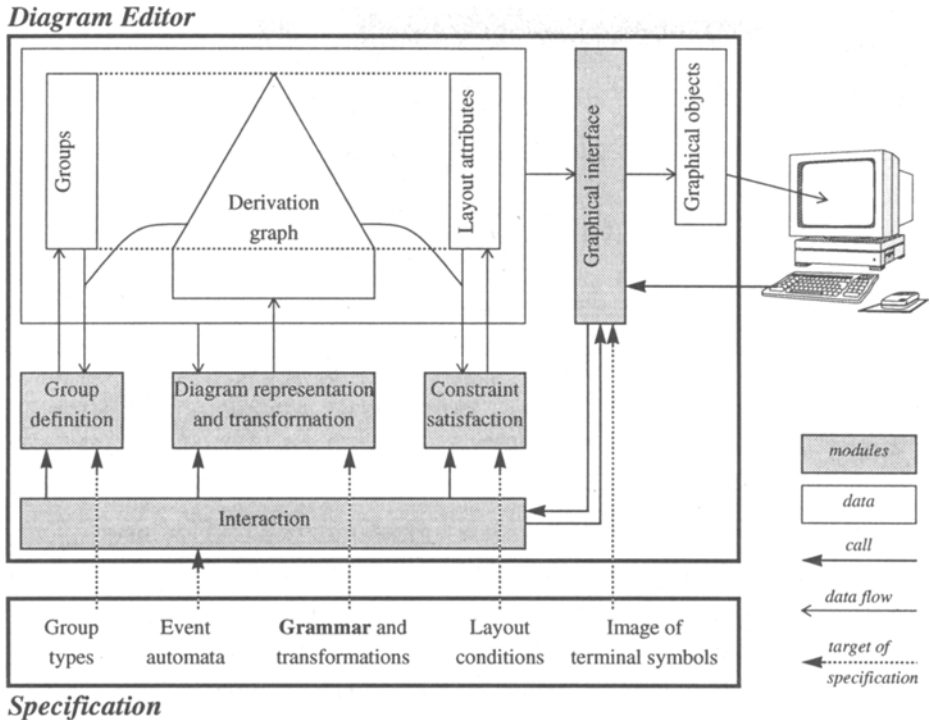 Diagram Editor
Groups
Derivation
graph
Layout attributes
Graphical interface
Graphical objects
Group
definition
Diagram representation
and transformation
Constraint
satisfaction
Interaction
modules
data
call
data flow
target of
specification
Group
types
Event
automata
Grammar and
transformations
Layout
conditions
Image of
terminal symbols
Specification